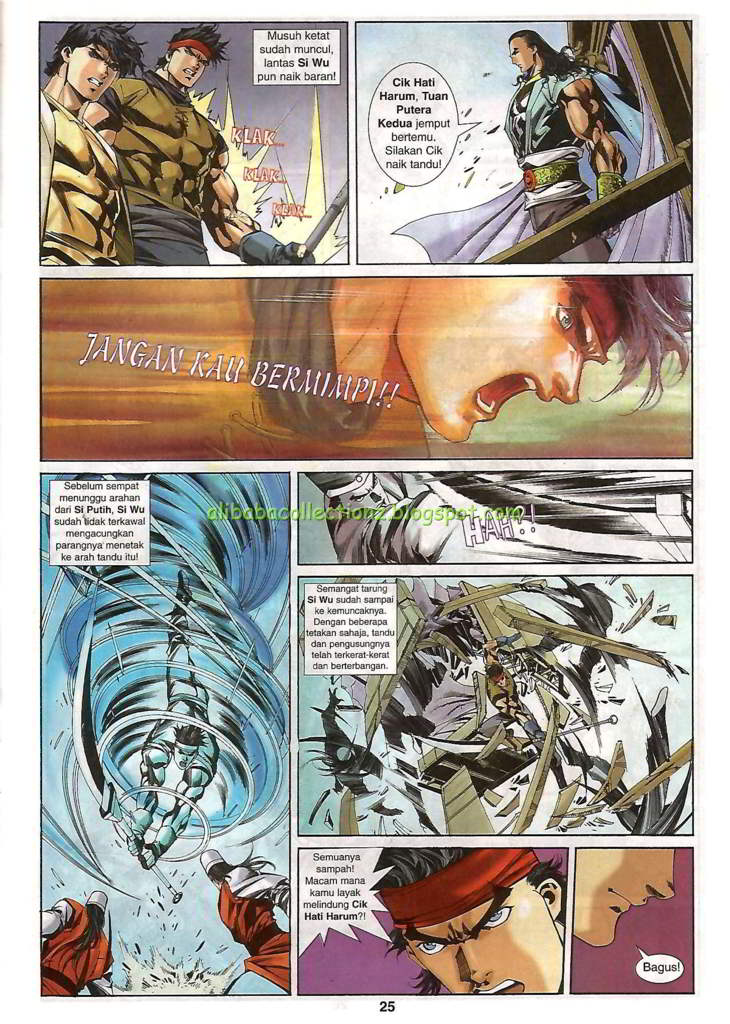 Musuh ketat
sudah muncul,
lantas Si Wu
pun naik baran!
KLAK...
KLAK...
KLAK...
Cik Hati
Harum, Tuan
Putera
Kedua jemput
bertemu.
Silakan Cik
naik tandu!
JANGAN KAU BERMIMPI!!
Sebelum sempat
menunggu arahan
dari Si Putih, Si Wu
sudah tidak terkawal
mengacungkan
parangnya menetak
ke arah tandu itu!
alibabacollectionz.blogspot.com
HAH?!
Semangat tarung
Si Wu sudah sampai
ke kemuncaknya.
Dengan beberapa
tetakan sahaja, tandu
dan pengusungnya
telah terkerat-kerat
dan berterbangan.
Semuanya
sampah!
Macam mana
kamu layak
melindung Cik
Hati Harum?!
Bagus!
25